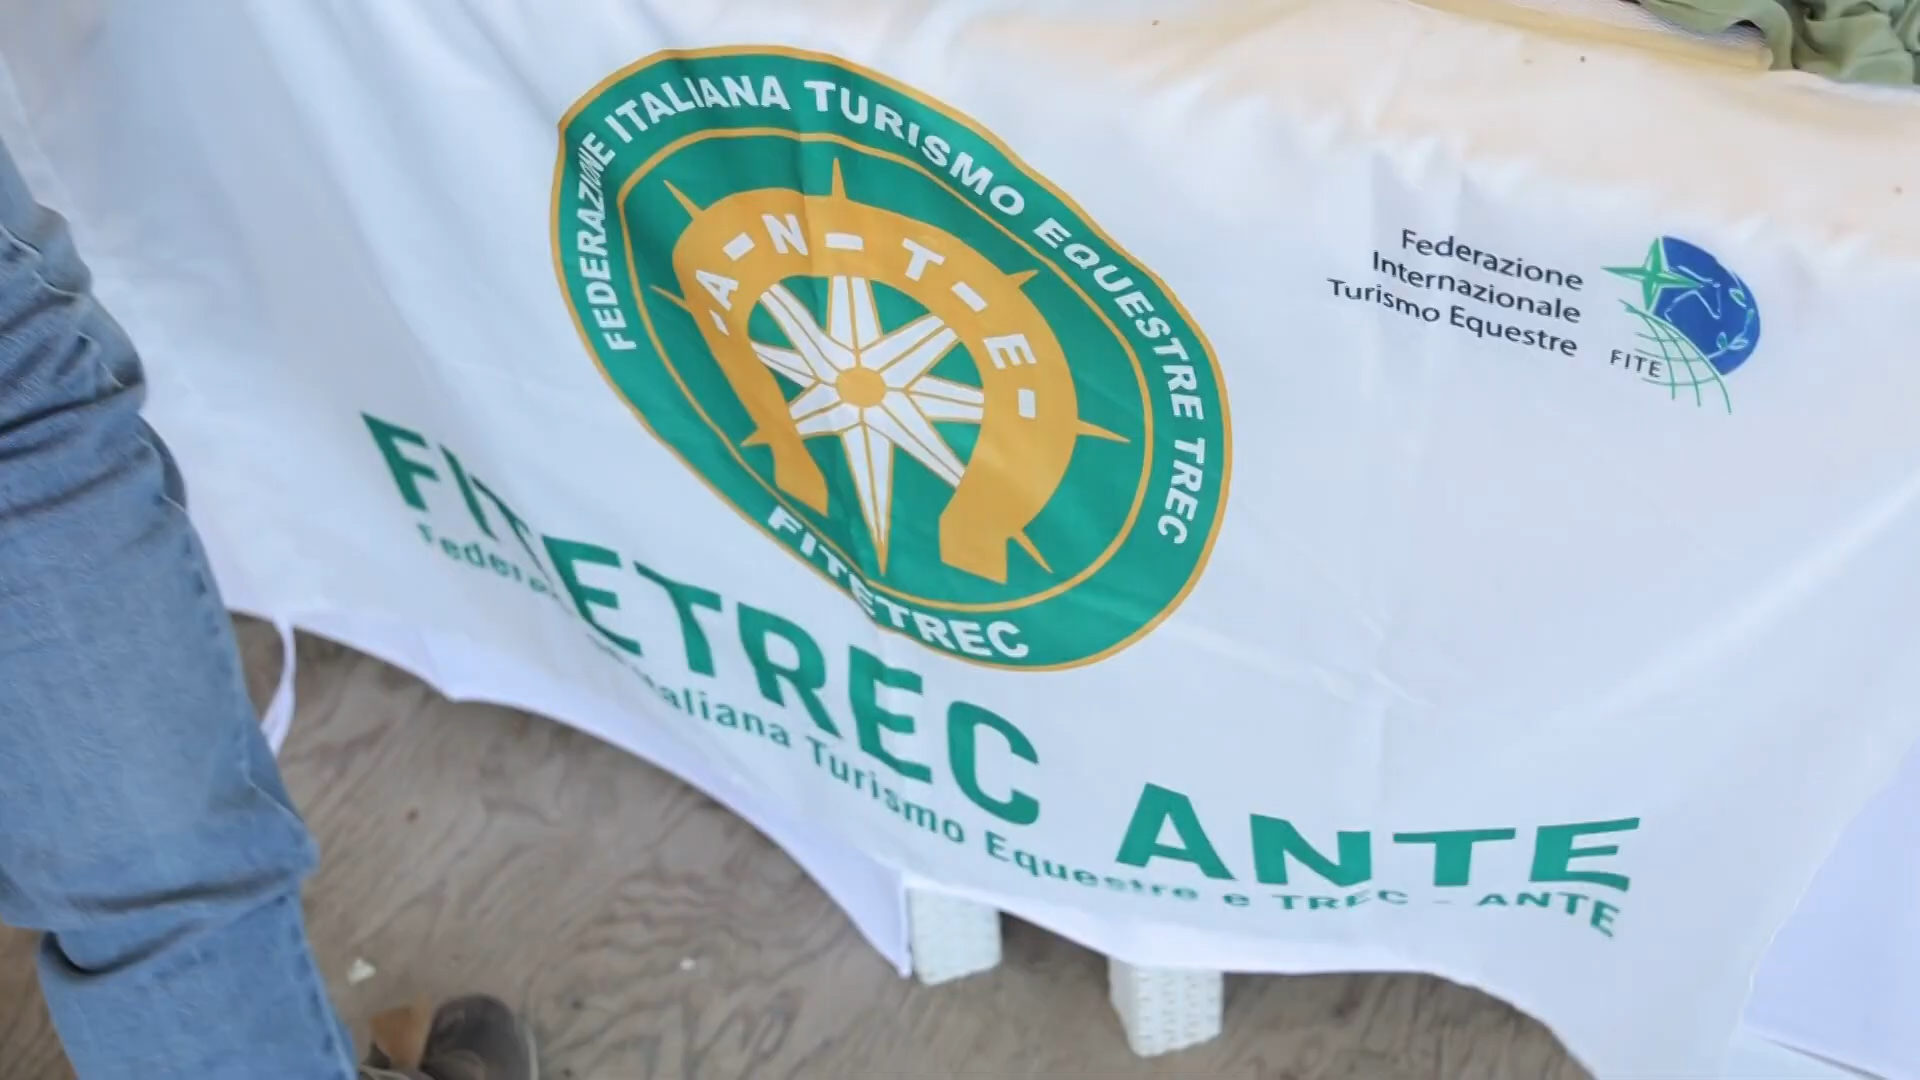 FEDERAZIONE ITALIANA TURISMO EQUESTRE TREC
-A-N-T-E-
FITETREC
Federazione
Internazionale
Turismo Equestre
FITE
FITETREC ANTE
Italiana Turismo Equestre e TREC - ANTE